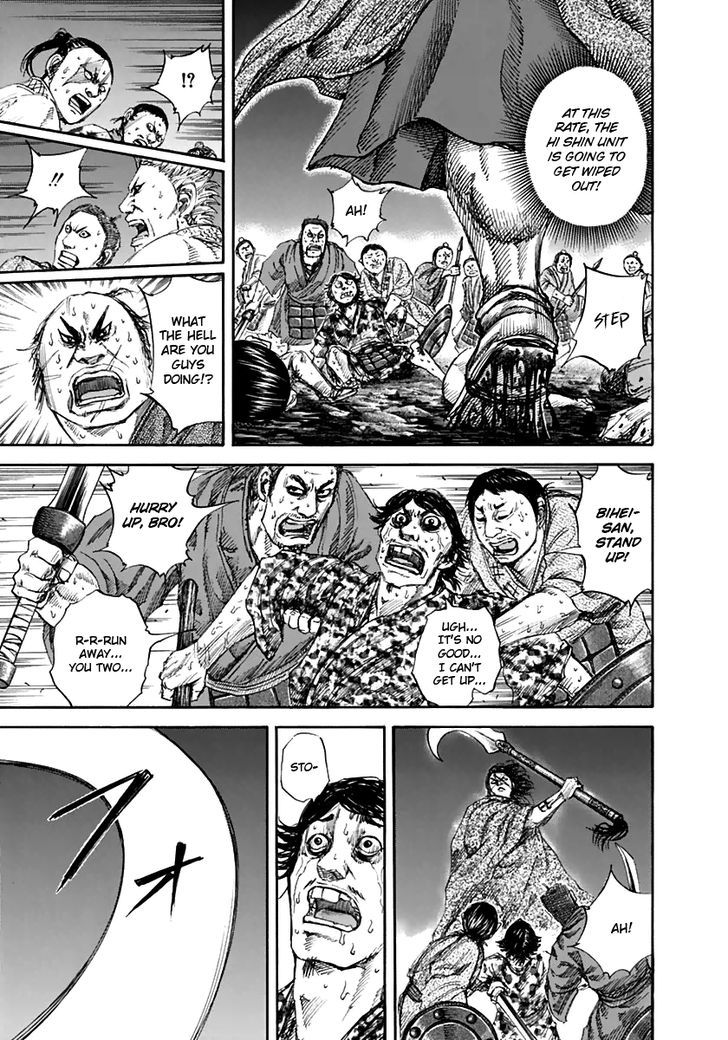 AT THIS
RATE, THE
HI SHIN UNIT
IS GOING TO
GET WIPED
OUT!
AH!
STEP
!?
!!
WHAT
THE HELL
ARE YOU
GUYS
DOING!?
BIHEI-
SAN,
STAND
UP!
HURRY
UP, BRO!
UGH...
IT'S NO
GOOD...
I CAN'T
GET UP...
R-R-RUN
AWAY...
YOU TWO...
AH!
STO-
フォ